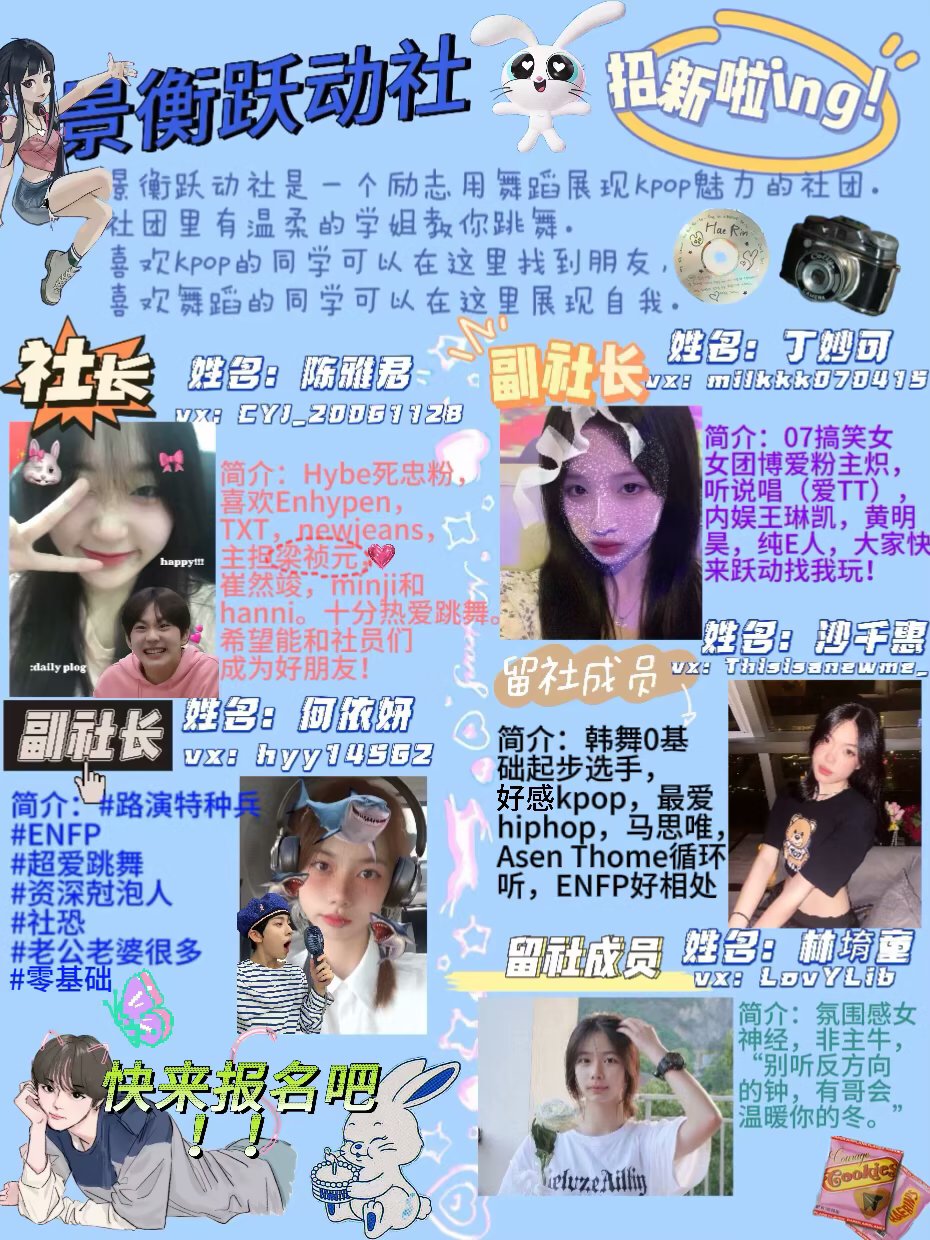 景衡跃动社
招新啦ing!
景衡跃动社是一个励志用舞蹈展现kpop魅力的社团.
社团里有温柔的学姐教你跳舞.
喜欢kpop的同学可以在这里找到朋友,
喜欢舞蹈的同学可以在这里展现自我.
Hae Rin
社长
姓名：陈雅君
vx: CYJ_20061128
happy!!!
:daily plog
简介：Hybe死忠粉，
喜欢Enhypen，
TXT，newjeans，
主担梁祯元，
崔然竣，minji和
hanni。十分热爱跳舞。
希望能和社员们
成为好朋友！
副社长
姓名：丁妙可
vx: milkkk070415
简介：07搞笑女
女团博爱粉主炽，
听说唱（爱TT），
内娱王琳凯，黄明
昊，纯E人，大家快
来跃动找我玩！
副社长
姓名：何依妍
vx: hyy14562
简介：#路演特种兵
#ENFP
#超爱跳舞
#资深尅泡人
#社恐
#老公老婆很多
#零基础
留社成员
姓名：沙千惠
vx: Thisisanewme_
简介：韩舞0基
础起步选手，
好感kpop，最爱
hiphop，马思唯，
Asen Thome循环
听，ENFP好相处
留社成员
姓名：林堉童
vx: LovYLib
简介：氛围感女
神经，非主牛，
“别听反方向
的钟，有哥会
温暖你的冬。”
快来报名吧
！！
Courage
Cookies